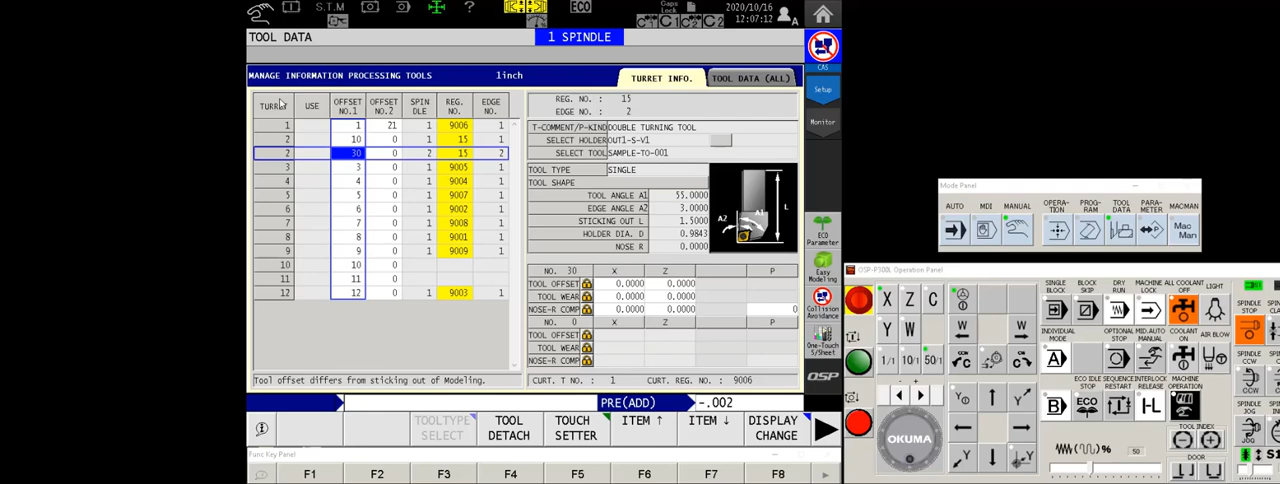 S.T.M
?
ECO
Caps Lock
2020/10/16
12:07:12
A
TOOL DATA
1 SPINDLE
CAS
MANAGE INFORMATION PROCESSING TOOLS 1inch
TURRET INFO. TOOL DATA (ALL)
Setup
Monitor
TURRET USE OFFSET NO.1 OFFSET NO.2 SPIN DLE REG. NO. EDGE NO.
1 1 21 1 9006 1
2 10 0 1 15 1
2 30 0 2 15 2
3 3 0 1 9005 1
4 4 0 1 9004 1
5 5 0 1 9007 1
6 6 0 1 9002 1
7 7 0 1 9008 1
8 8 0 1 9001 1
9 9 0 1 9009 1
10 10 0
11 11 0
12 12 0 1 9003 1
REG. NO. : 15
EDGE NO. : 2
T-COMMENT/P-KIND DOUBLE TURNING TOOL
SELECT HOLDER OUT1-S-V1
SELECT TOOL SAMPLE-TO-001
TOOL TYPE SINGLE
TOOL SHAPE
TOOL ANGLE A1 55.0000
EDGE ANGLE A2 3.0000
STICKING OUT L 1.5000
HOLDER DIA. D 0.9843
NOSE R 0.0000
A2 A1 L
NO. 30 X Z P
TOOL OFFSET 0.0000 0.0000
TOOL WEAR 0.0000 0.0000
NOSE-R COMP 0.0000 0.0000 0
NO. 0 X Z P
TOOL OFFSET
TOOL WEAR
NOSE-R COMP
Tool offset differs from sticking out of Modeling.
CURT. T NO. : 1 CURT. REG. NO. : 9006
ECO Parameter
Easy Modeling
Collision Avoidance
One-Touch S/Sheet
OSP
PRE(ADD) -.002
TOOLTYPE SELECT
TOOL DETACH
TOUCH SETTER
ITEM ↑
ITEM ↓
DISPLAY CHANGE
Func Key Panel
F1 F2 F3 F4 F5 F6 F7 F8
Mode Panel
AUTO MDI MANUAL OPERA-TION PROG-RAM TOOL DATA PARA-METER MACMAN
Mac Man
OSP-P300L Operation Panel
X Z C
Y W
1/1 10/1 50/1
- +
OKUMA
SINGLE BLOCK
BLOCK SKIP
DRY RUN
MACHINE LOCK
ALL COOLANT OFF
LIGHT
W W
INDIVIDUAL MODE
OPTIONAL STOP
MID.AUTO MANUAL
COOLANT ON
AIR BLOW
A
ECO IDLE STOP
SEQUENCE RESTART
INTERLOCK RELEASE
MACHINE OPERATION
B ECO
TOOL INDEX
% 50
DOOR
SPINDLE STOP
SPINDLE CCW
SPINDLE CW
SPINDLE JOG
S1